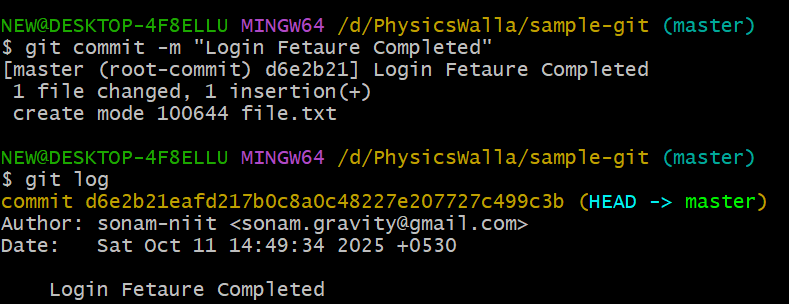 NEW@DESKTOP-4F8ELLU MINGW64 /d/PhysicsWalla/sample-git (master)
$ git commit -m "Login Fetaure Completed"
[master (root-commit) d6e2b21] Login Fetaure Completed
 1 file changed, 1 insertion(+)
 create mode 100644 file.txt

NEW@DESKTOP-4F8ELLU MINGW64 /d/PhysicsWalla/sample-git (master)
$ git log
commit d6e2b21eafd217b0c8a0c48227e207727c499c3b (HEAD -> master)
Author: sonam-niit <sonam.gravity@gmail.com>
Date:   Sat Oct 11 14:49:34 2025 +0530

    Login Fetaure Completed